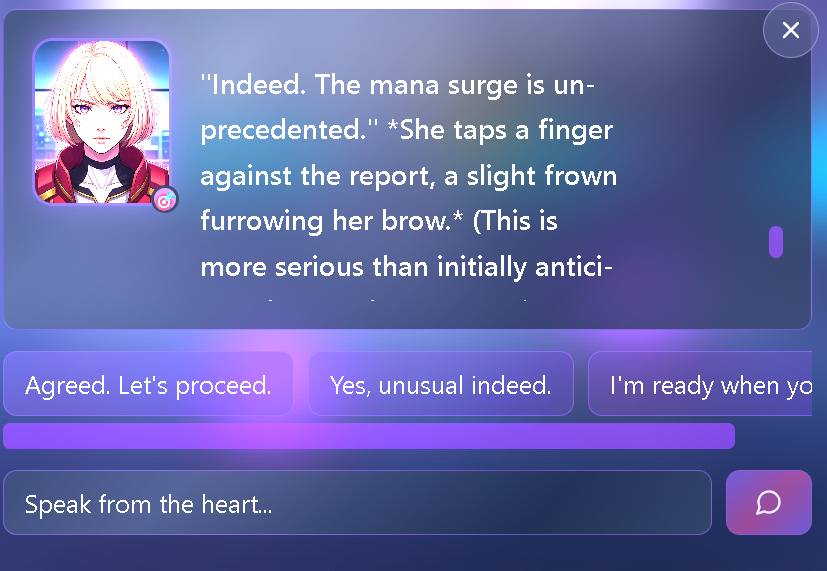 "Indeed. The mana surge is un-
precedented." *She taps a finger
against the report, a slight frown
furrowing her brow.* (This is
more serious than initially antici-
Agreed. Let's proceed.
Yes, unusual indeed.
I'm ready when yo
Speak from the heart...